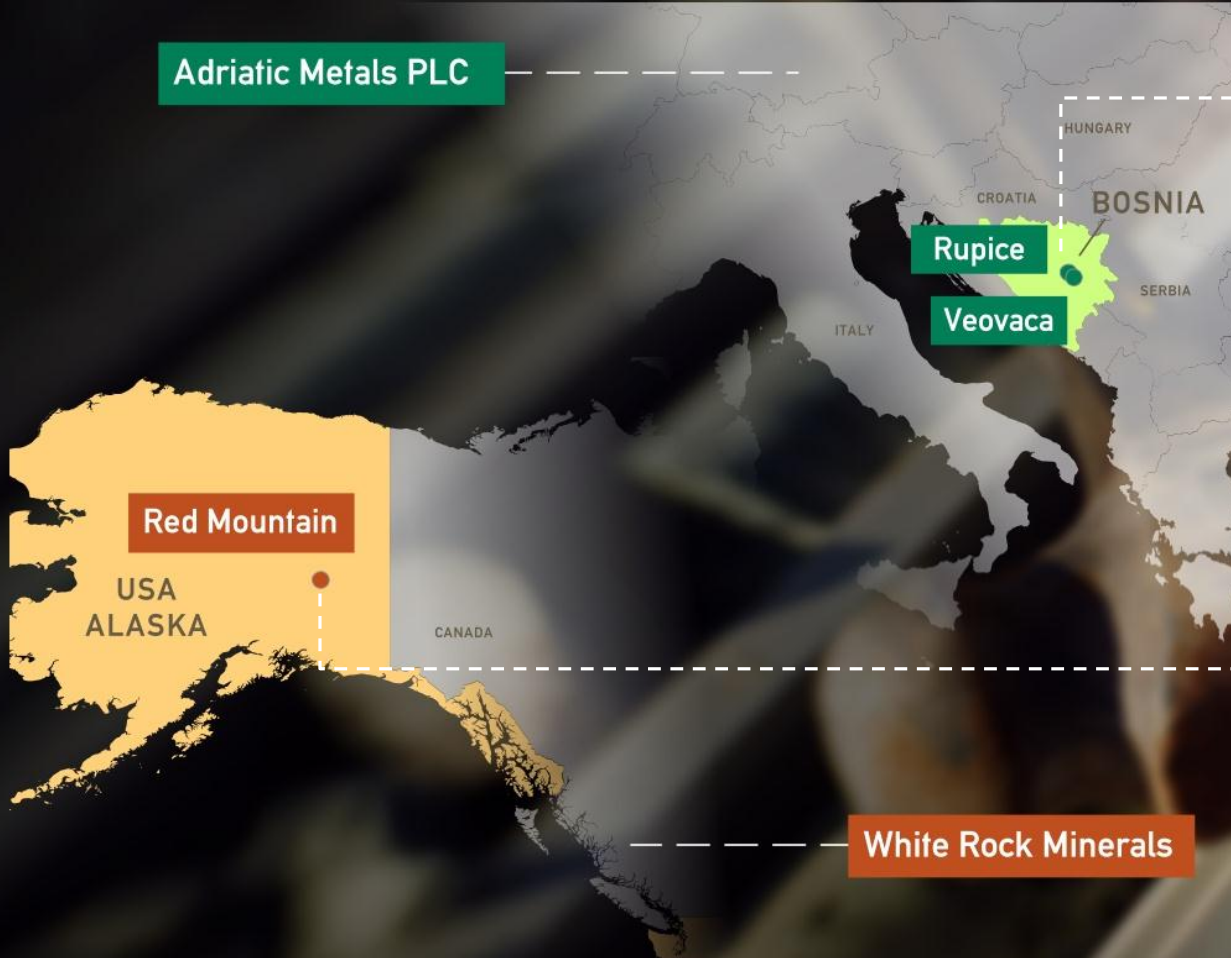 Adriatic Metals PLC
HUNGARY
CROATIA
BOSNIA
Rupice
SERBIA
Veovaca
ITALY
Red Mountain
USA
ALASKA
CANADA
White Rock Minerals